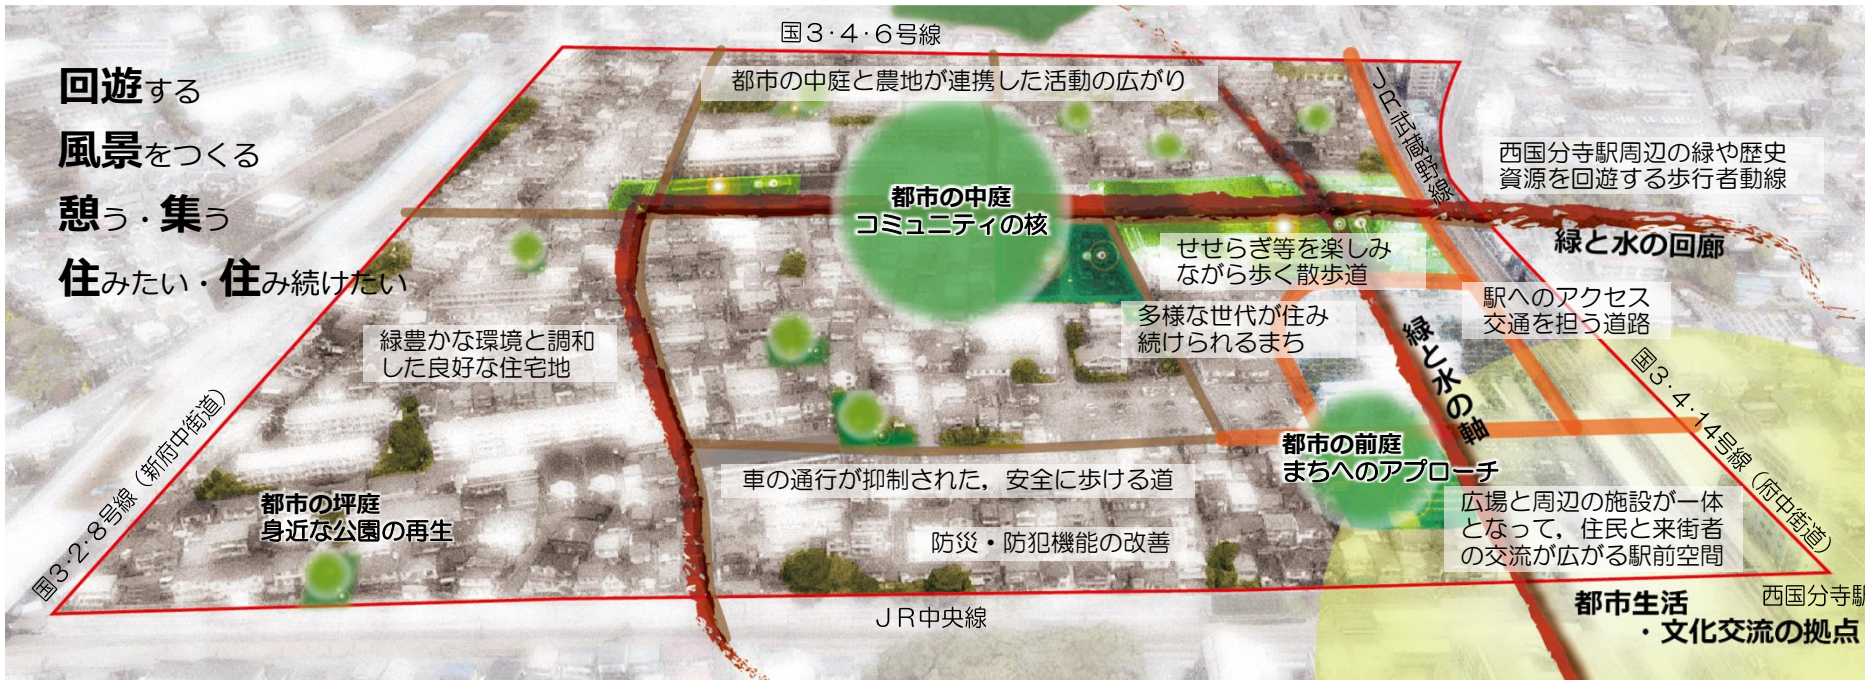 国3・4・6号線
回遊する
風景をつくる
憩う・集う
住みたい・住み続けたい
都市の中庭と農地が連携した活動の広がり
JR武蔵野線
西国分寺駅周辺の緑や歴史
資源を回遊する歩行者動線
都市の中庭
コミュニティの核
緑と水の回廊
せせらぎ等を楽しみ
ながら歩く散歩道
駅へのアクセス
交通を担う道路
多様な世代が住み
続けられるまち
緑豊かな環境と調和
した良好な住宅地
緑と水の軸
国3・4・14号線（府中街道）
国3・2・8号線（新府中街道）
都市の前庭
まちへのアプローチ
車の通行が抑制された，安全に歩ける道
都市の坪庭
身近な公園の再生
広場と周辺の施設が一体
となって，住民と来街者
の交流が広がる駅前空間
防災・防犯機能の改善
JR中央線
西国分寺駅
都市生活
・文化交流の拠点